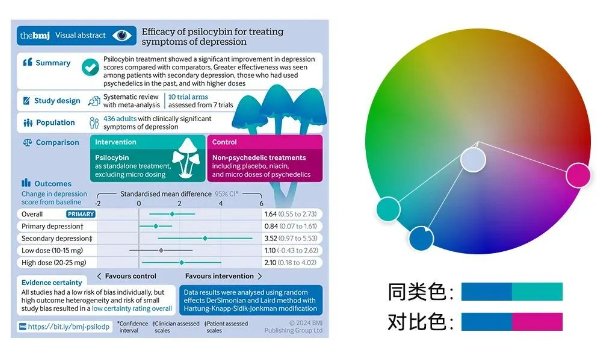 thebmj Visual abstract
Efficacy of psilocybin for treating
symptoms of depression
Summary
Psilocybin treatment showed a significant improvement in depression
scores compared with comparators. Greater effectiveness was seen
among patients with secondary depression, those who had used
psychedelics in the past, and with higher doses
Study design
Systematic review
with meta-analysis
10 trial arms
assessed from 7 trials
Population
436 adults with clinically significant
symptoms of depression
Comparison
Intervention
Psilocybin
as standalone treatment,
excluding micro dosing
Control
Non-psychedelic treatments
including placebo, niacin,
and micro doses of psychedelics
Outcomes
Change in depression
score from baseline
Standardised mean difference 95% CI*
-2 0 2 4 6
Overall PRIMARY 1.64 (0.55 to 2.73)
Primary depression† 0.84 (0.07 to 1.61)
Secondary depression‡ 3.52 (0.97 to 5.53)
Low dose (10-15 mg) 1.10 (-0.43 to 2.62)
High dose (20-25 mg) 2.10 (0.18 to 4.02)
Favours control Favours intervention
Evidence certainty
All studies had a low risk of bias individually, but
high outcome heterogeneity and risk of small
study bias resulted in a low certainty rating overall
Data results were analysed using random
effects DerSimonian and Laird method with
Hartung-Knapp-Sidik-Jonkman modification
https://bit.ly/bmj-psilodp
*Confidence
interval
†Clinician assessed
scales
‡Patient assessed
scales
© 2024 BMJ
Publishing Group Ltd
同类色:
对比色: